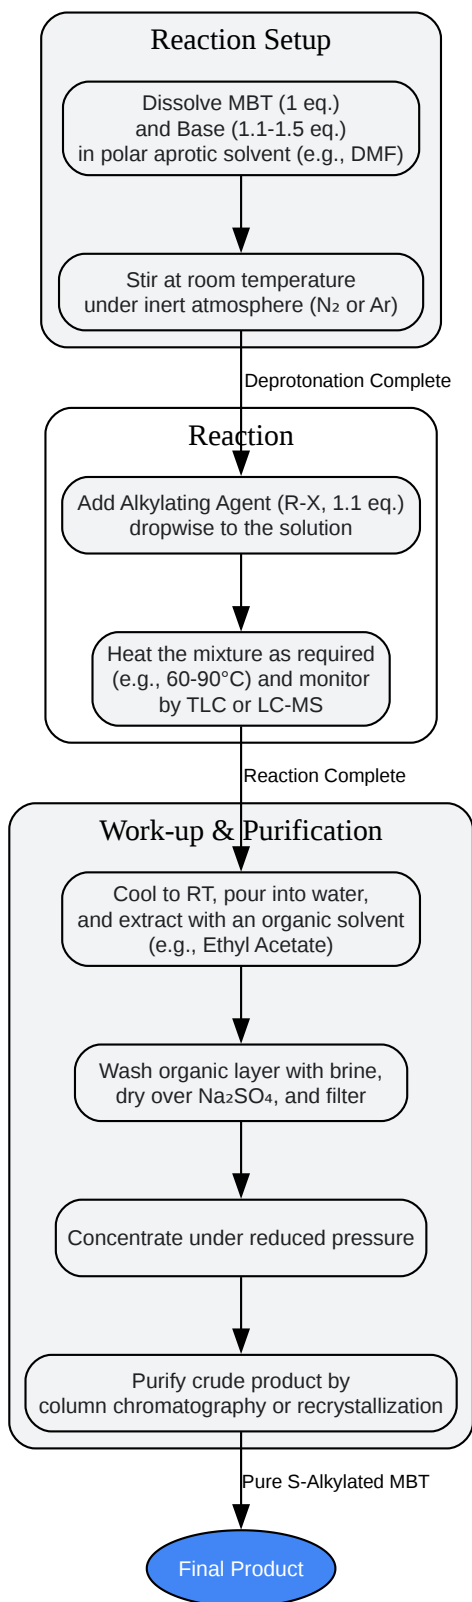 Reaction Setup
Dissolve MBT (1 eq.)
and Base (1.1-1.5 eq.)
in polar aprotic solvent (e.g., DMF)
Stir at room temperature
under inert atmosphere (N₂ or Ar)
Deprotonation Complete
Reaction
Add Alkylating Agent (R-X, 1.1 eq.)
dropwise to the solution
Heat the mixture as required
(e.g., 60-90°C) and monitor
by TLC or LC-MS
Reaction Complete
Work-up & Purification
Cool to RT, pour into water,
and extract with an organic solvent
(e.g., Ethyl Acetate)
Wash organic layer with brine,
dry over Na₂SO₄, and filter
Concentrate under reduced pressure
Purify crude product by
column chromatography or recrystallization
Pure S-Alkylated MBT
Final Product